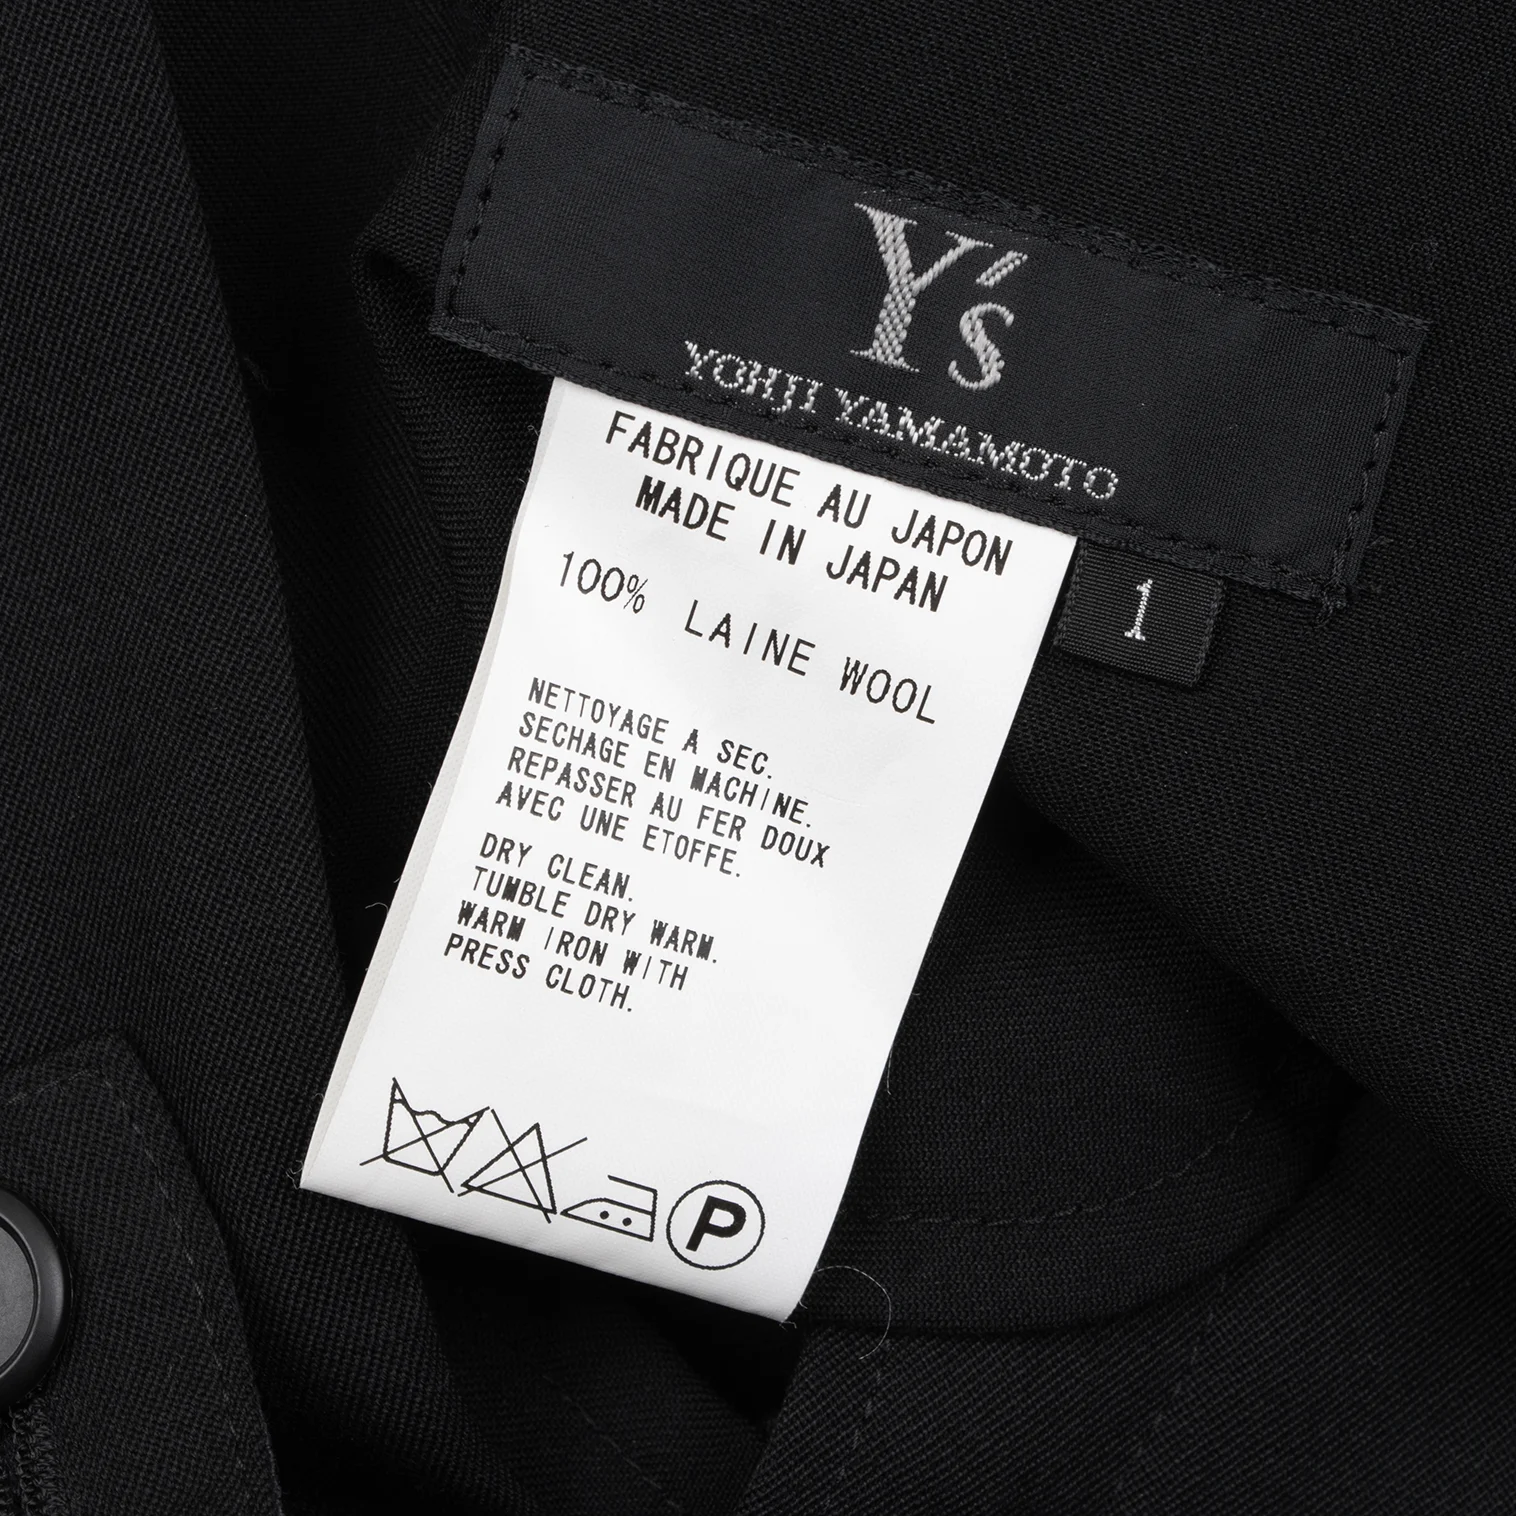 Y's
YOHJI YAMAMOTO
1
FABRIQUE AU JAPON
MADE IN JAPAN
100% LAINE WOOL
NETTOYAGE A SEC.
SECHAGE EN MACHINE.
REPASSER AU FER DOUX
AVEC UNE ETOFFE.
DRY CLEAN.
TUMBLE DRY WARM.
WARM IRON WITH
PRESS CLOTH.
P